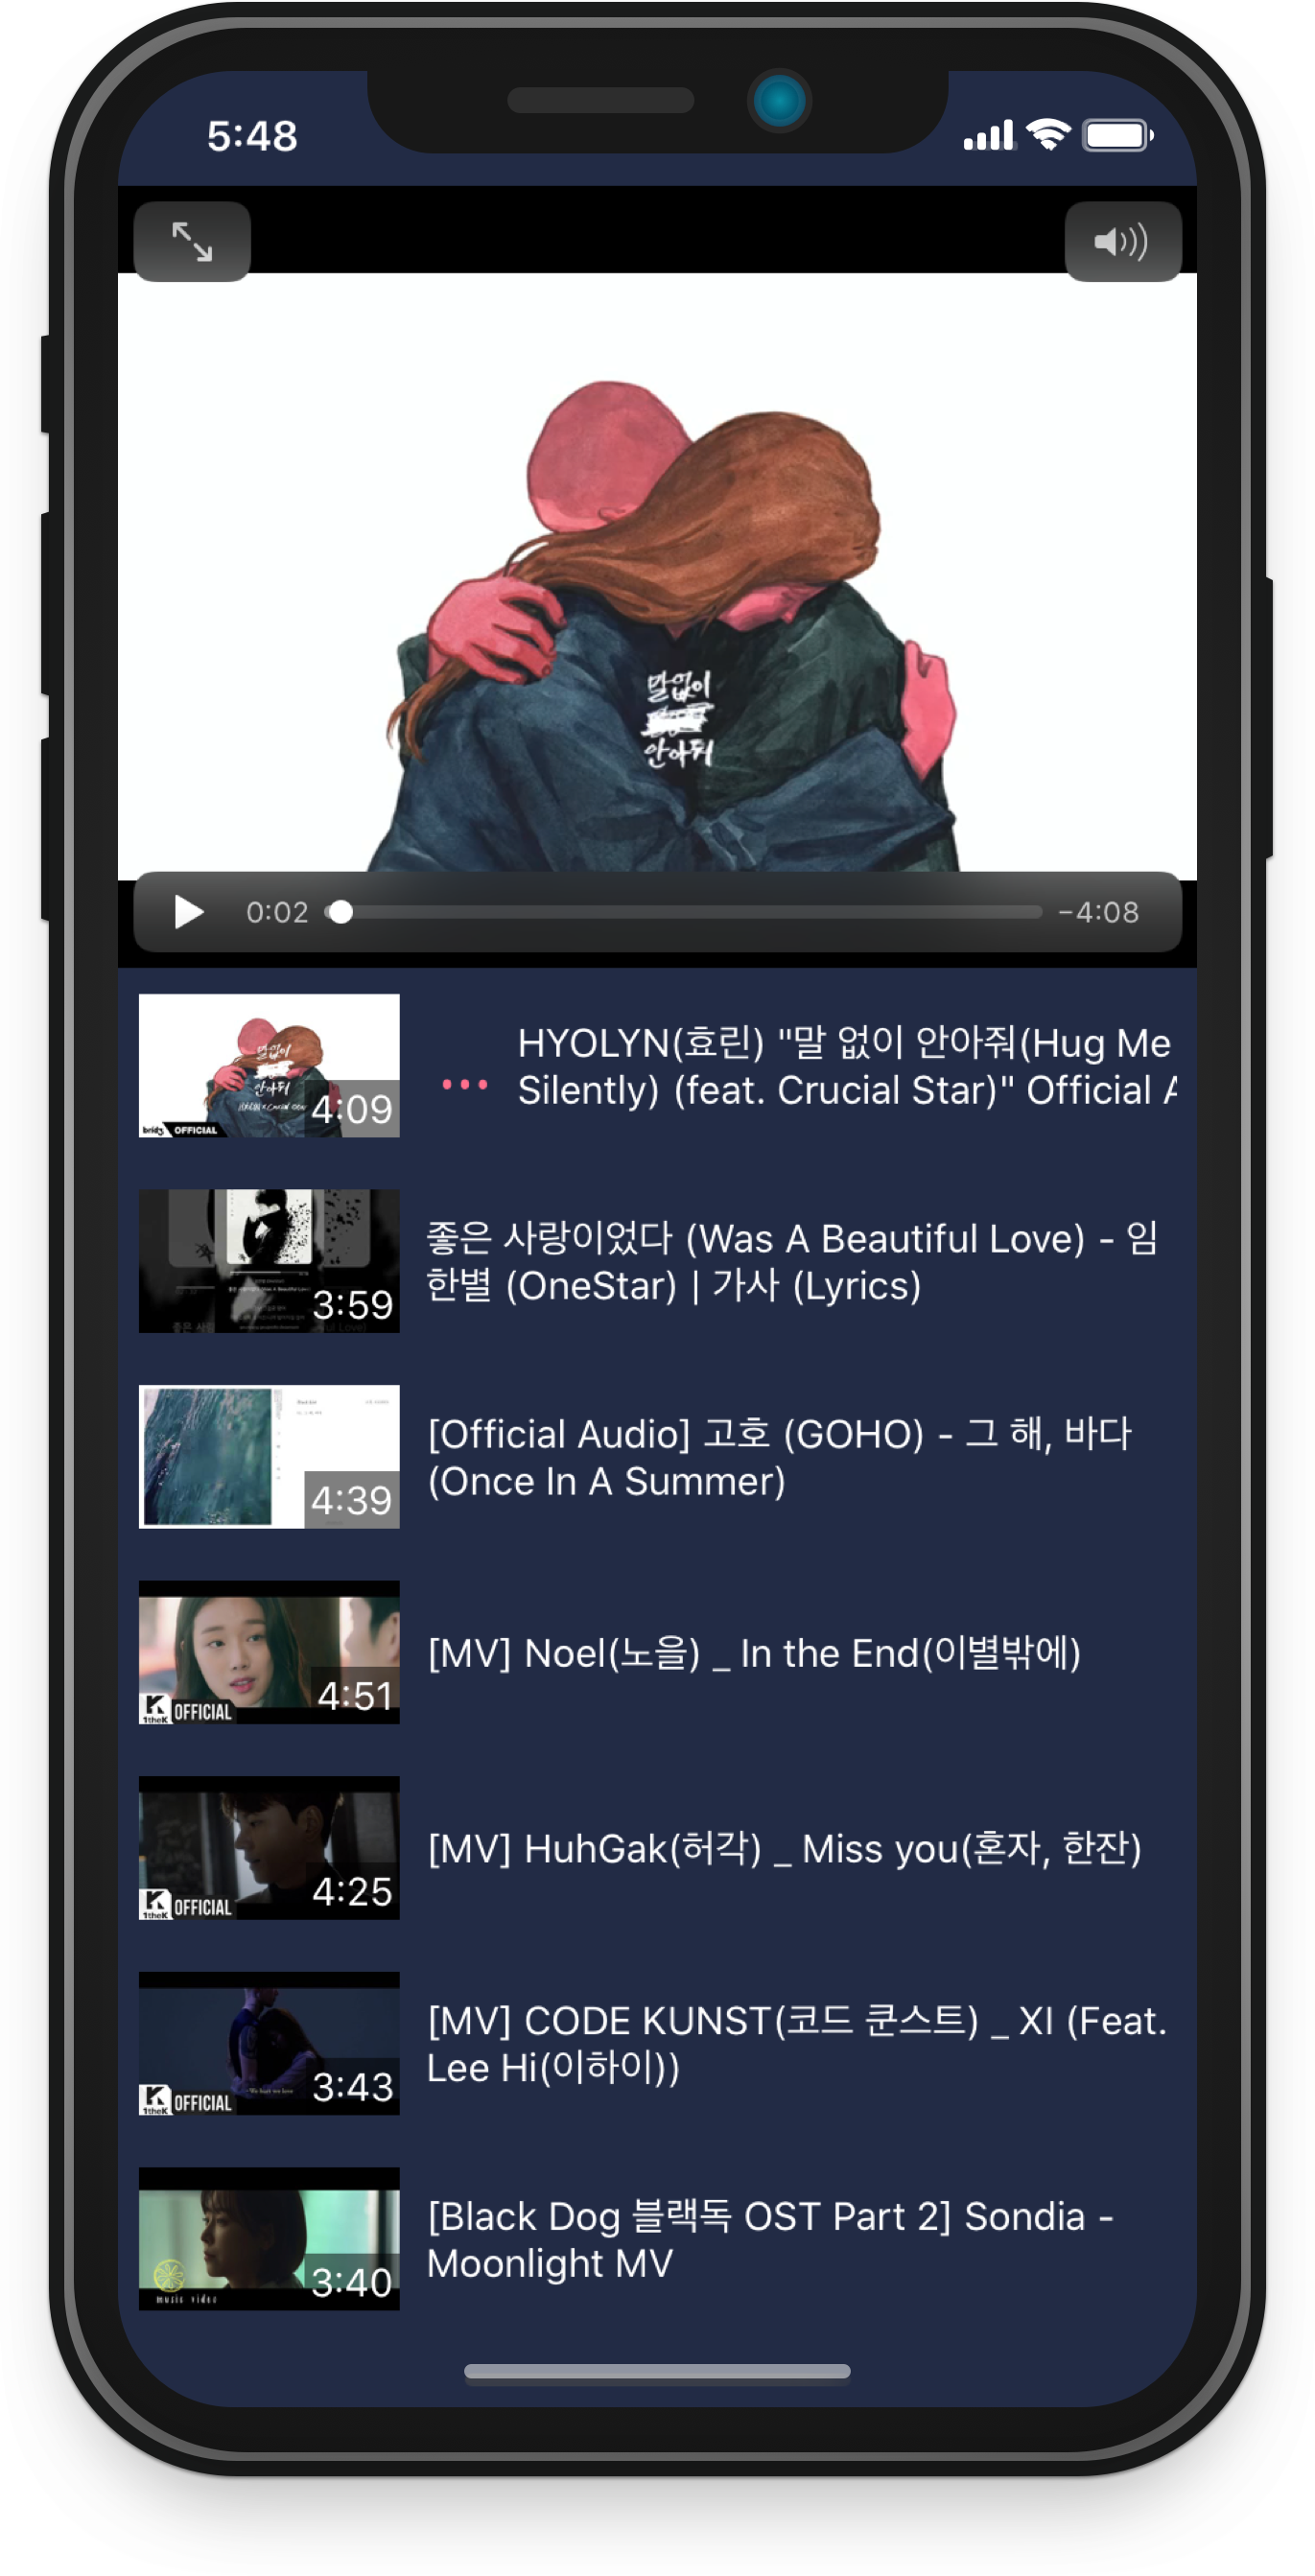 5:48
말없이
안아줘
0:02
-4:08
HYOLYN(효린) "말 없이 안아줘(Hug Me
Silently) (feat. Crucial Star)" Official A
말없이
안아줘
4:09
OFFICIAL
좋은 사랑이었다 (Was A Beautiful Love) - 임
한별 (OneStar) | 가사 (Lyrics)
3:59
[Official Audio] 고호 (GOHO) - 그 해, 바다
(Once In A Summer)
4:39
[MV] Noel(노을) _ In the End(이별밖에)
4:51
K
1theK OFFICIAL
[MV] HuhGak(허각) _ Miss you(혼자, 한잔)
4:25
K
1theK OFFICIAL
[MV] CODE KUNST(코드 쿤스트) _ XI (Feat.
Lee Hi(이하이))
3:43
K
1theK OFFICIAL
[Black Dog 블랙독 OST Part 2] Sondia -
Moonlight MV
3:40
music video